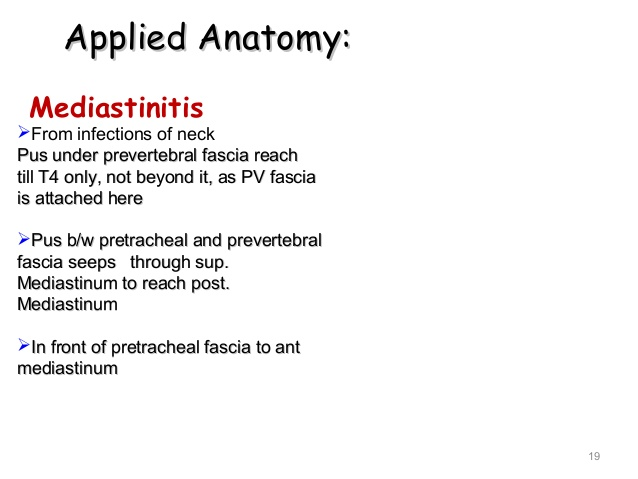 Applied Anatomy:
Mediastinitis
➢From infections of neck
Pus under prevertebral fascia reach
till T4 only, not beyond it, as PV fascia
is attached here
➢Pus b/w pretracheal and prevertebral
fascia seeps through sup.
Mediastinum to reach post.
Mediastinum
➢In front of pretracheal fascia to ant
mediastinum
19